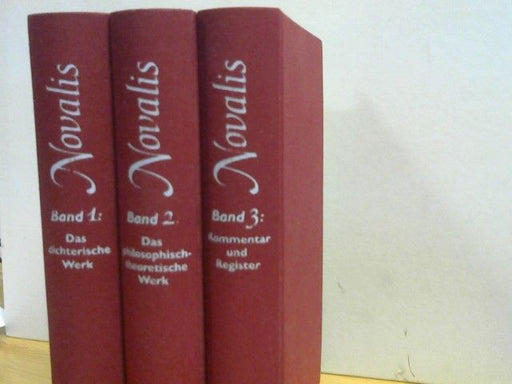 Novalis
Band 1:
Das
dichterische
Werk
Novalis
Band 2:
Das
philosophisch-
theoretische
Werk
Novalis
Band 3:
Kommentar
und
Register